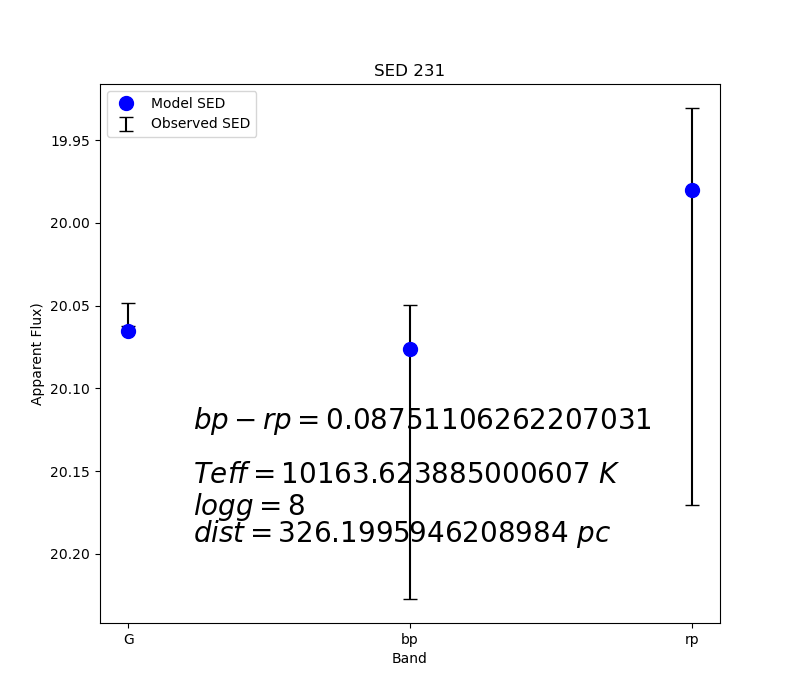 SED 231
Model SED
Observed SED
19.95
20.00
20.05
20.10
20.15
20.20
Apparent Flux)
bp − rp = 0.08751106262207031
Teff = 10163.623885000607 K
logg = 8
dist = 326.1995946208984 pc
G bp rp
Band